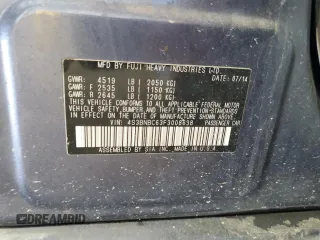 MFD BY FUJI HEAVY INDUSTRIES LTD.
DATE: 07/14
GVWR: 4519 LB ( 2050 KG)
GAWR: F 2535 LB ( 1150 KG)
GAWR: R 2645 LB ( 1200 KG)
THIS VEHICLE CONFORMS TO ALL APPLICABLE FEDERAL MOTOR
VEHICLE SAFETY, BUMPER, AND THEFT PREVENTION STANDARDS
IN EFFECT ON THE DATE OF MANUFACTURE SHOWN ABOVE.
VIN: 4S3BNBC63F3008638 PASSENGER CAR
ASSEMBLED BY SIA INC., MADE IN U.S.A.
DREAMBID